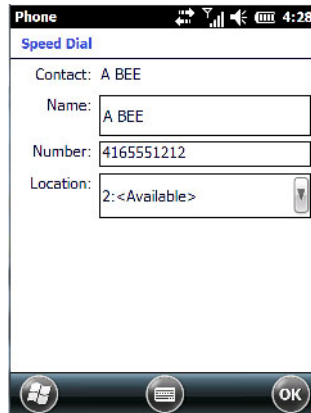 Phone 4:28
Speed Dial
Contact: A BEE
Name: A BEE
Number: 4165551212
Location: 2:<Available>
OK